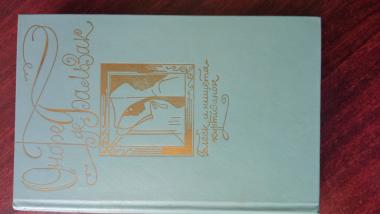 Оноре
де Бальзак
Блеск и нищета
куртизанок